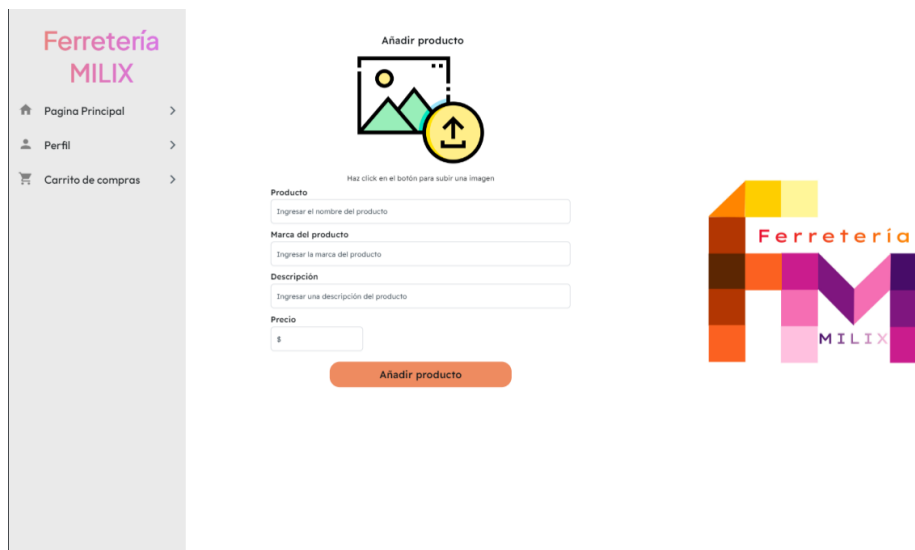 Ferretería
MILIX
Pagina Principal
Perfil
Carrito de compras
Añadir producto
Haz click en el botón para subir una imagen
Producto
Ingresar el nombre del producto
Marca del producto
Ingresar la marca del producto
Descripción
Ingresar una descripción del producto
Precio
$
Añadir producto
Ferretería
MILIX